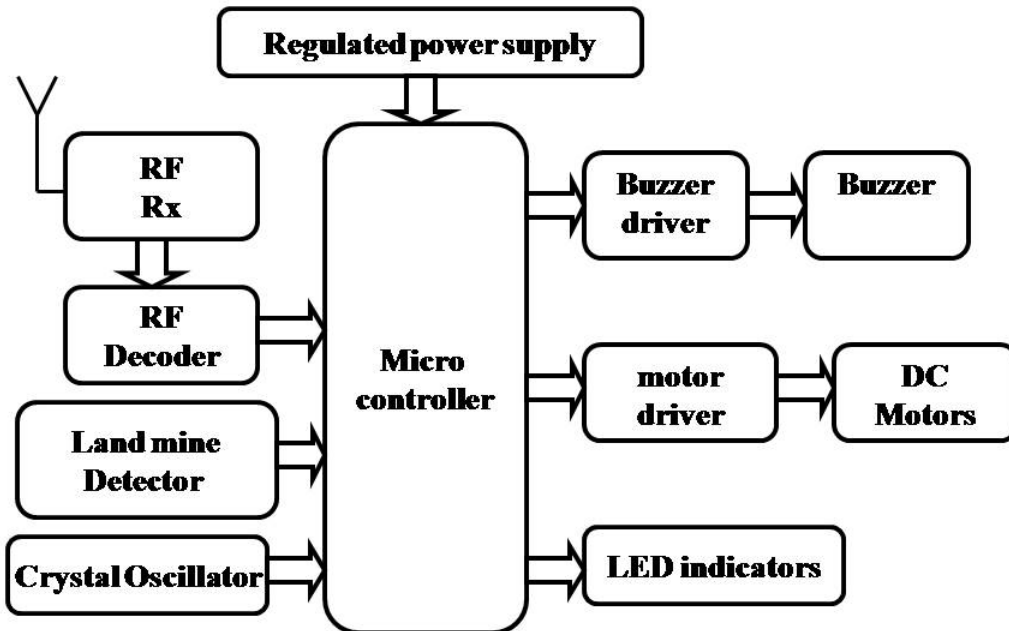 Regulated power supply
RF
Rx
RF
Decoder
Land mine
Detector
Crystal Oscillator
Micro
controller
Buzzer
driver
Buzzer
motor
driver
DC
Motors
LED indicators